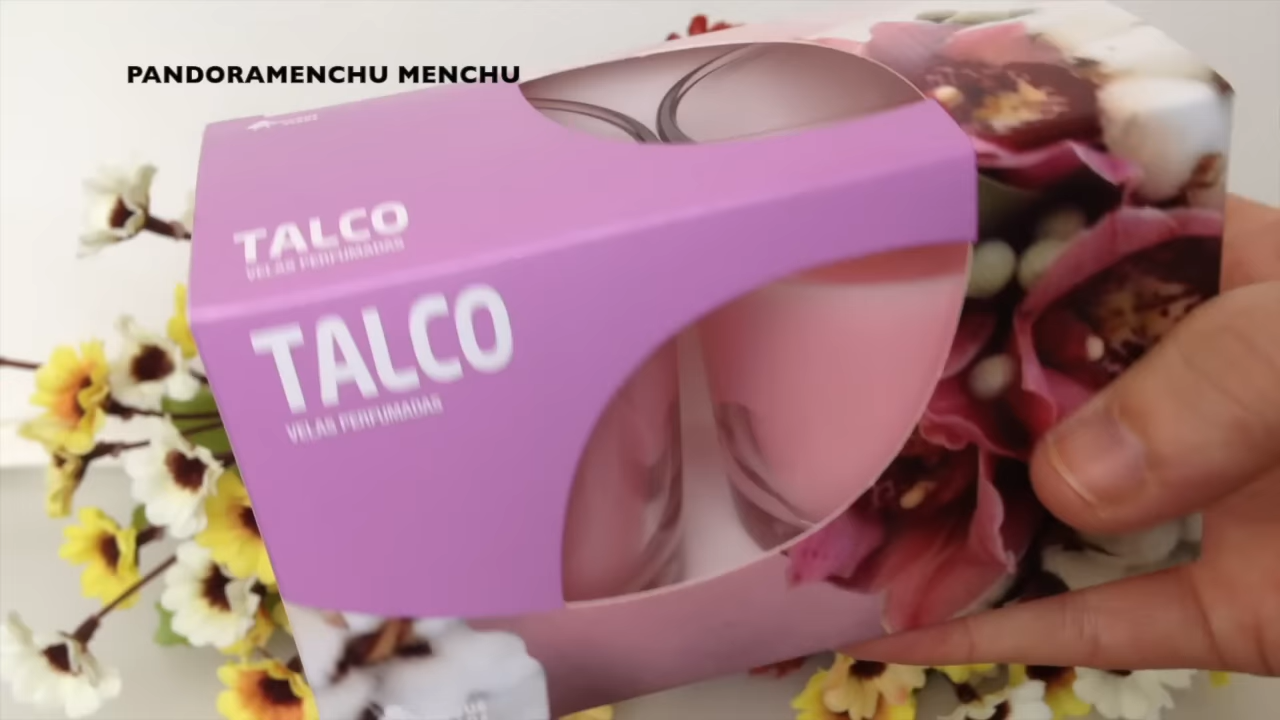 PANDORAMENCHU MENCHU
TALCO
VELAS PERFUMADAS
TALCO
VELAS PERFUMADAS